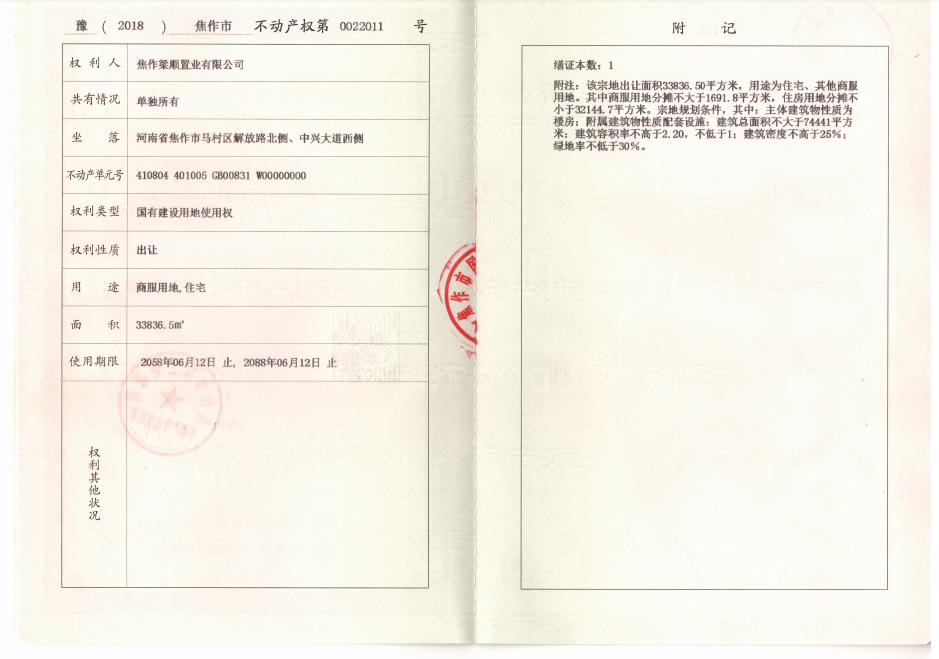 豫 ( 2018 ) 焦作市 不动产权第 0022011 号
权利人 焦作梁顺置业有限公司
共有情况 单独所有
坐落 河南省焦作市马村区解放路北侧、中兴大道西侧
不动产单元号 410804 401005 GB00831 W00000000
权利类型 国有建设用地使用权
权利性质 出让
用途 商服用地,住宅
面积 33836.5㎡
使用期限 2058年06月12日 止, 2088年06月12日 止
权利其他状况
附记
缮证本数：1
附注：该宗地出让面积33836.50平方米，用途为住宅、其他商服
用地。其中商服用地分摊不大于1691.8平方米，住房用地分摊不
小于32144.7平方米。宗地规划条件，其中：主体建筑物性质为
楼房；附属建筑物性质配套设施：建筑总面积不大于74441平方
米；建筑容积率不高于2.20，不低于1；建筑密度不高于25%；
绿地率不低于30%。
焦作市